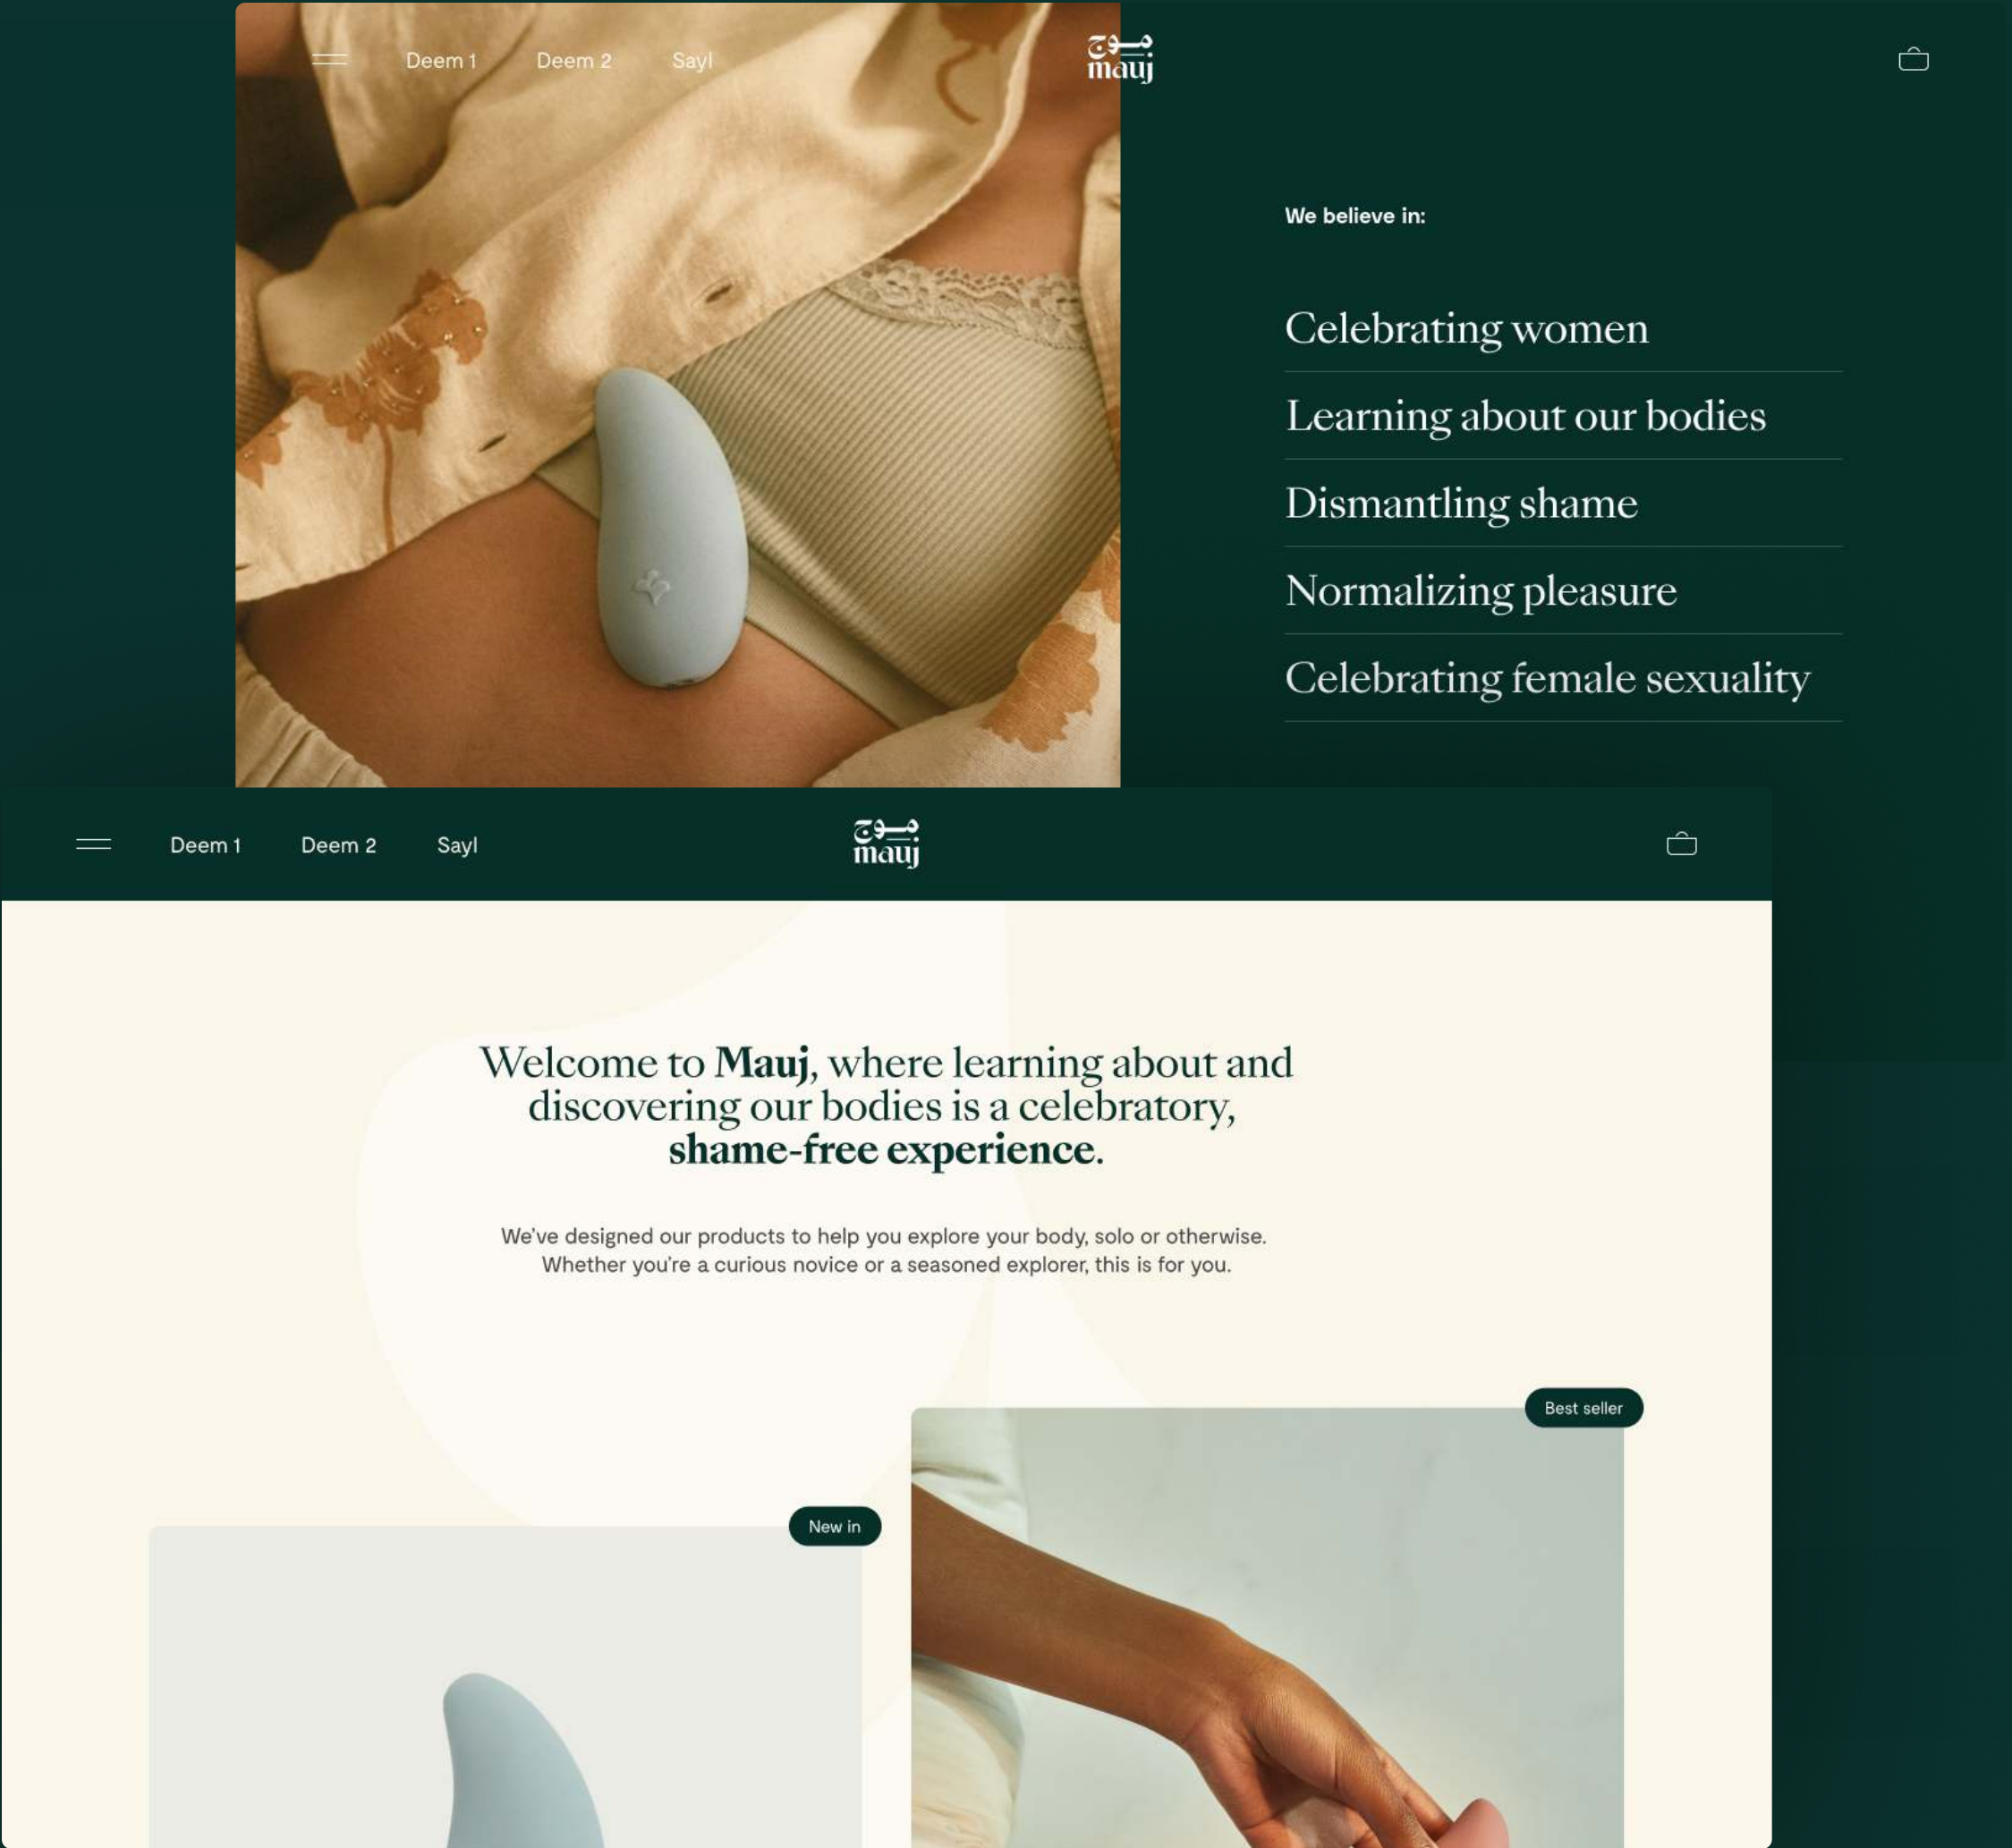 Deem 1
Deem 2
Sayl
موج
mauj
We believe in:
Celebrating women
Learning about our bodies
Dismantling shame
Normalizing pleasure
Celebrating female sexuality
Deem 1
Deem 2
Sayl
موج
mauj
Welcome to Mauj, where learning about and
discovering our bodies is a celebratory,
shame-free experience.
We've designed our products to help you explore your body, solo or otherwise.
Whether you're a curious novice or a seasoned explorer, this is for you.
Best seller
New in